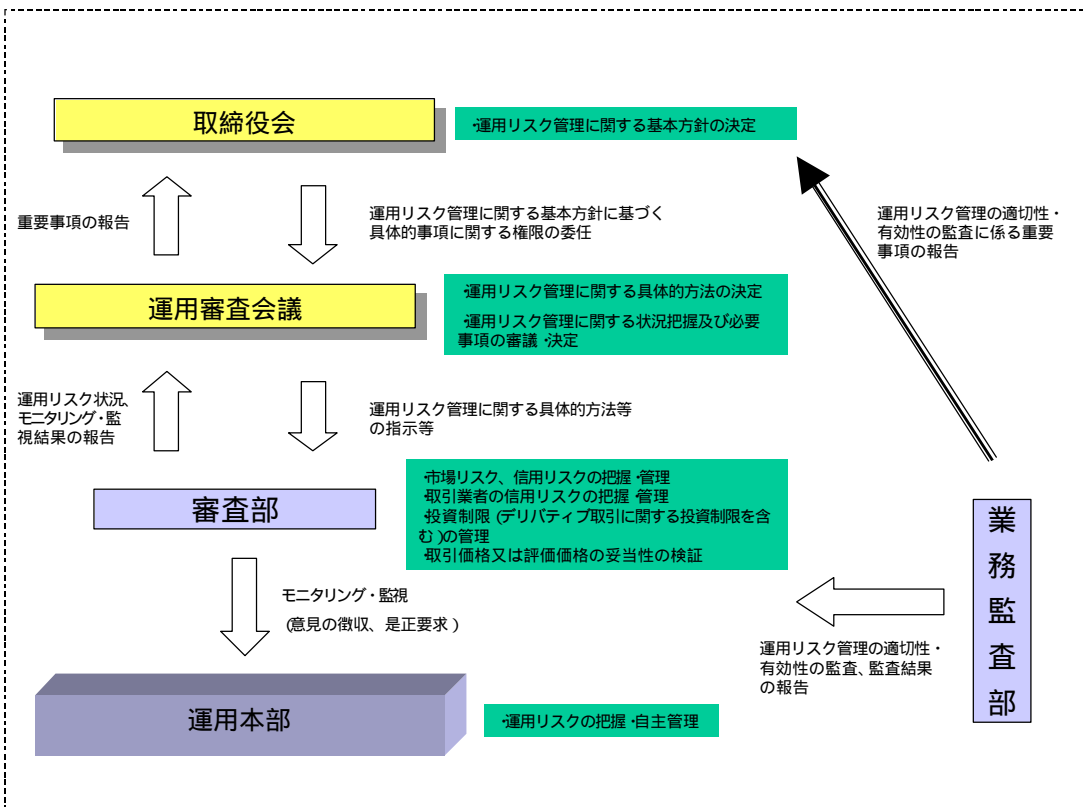 取締役会
・運用リスク管理に関する基本方針の決定
重要事項の報告
運用リスク管理に関する基本方針に基づく
具体的事項に関する権限の委任
運用リスク管理の適切性・
有効性の監査に係る重要
事項の報告
運用審査会議
・運用リスク管理に関する具体的方法の決定
・運用リスク管理に関する状況把握及び必要
事項の審議・決定
運用リスク状況、
モニタリング・監
視結果の報告
運用リスク管理に関する具体的方法等
の指示等
審査部
・市場リスク、信用リスクの把握・管理
・取引業者の信用リスクの把握・管理
・投資制限(デリバティブ取引に関する投資制限を含
む)の管理
・取引価格又は評価価格の妥当性の検証
モニタリング・監視
(意見の徴収、是正要求)
業務監査部
運用リスク管理の適切性・
有効性の監査、監査結果
の報告
運用本部
・運用リスクの把握・自主管理